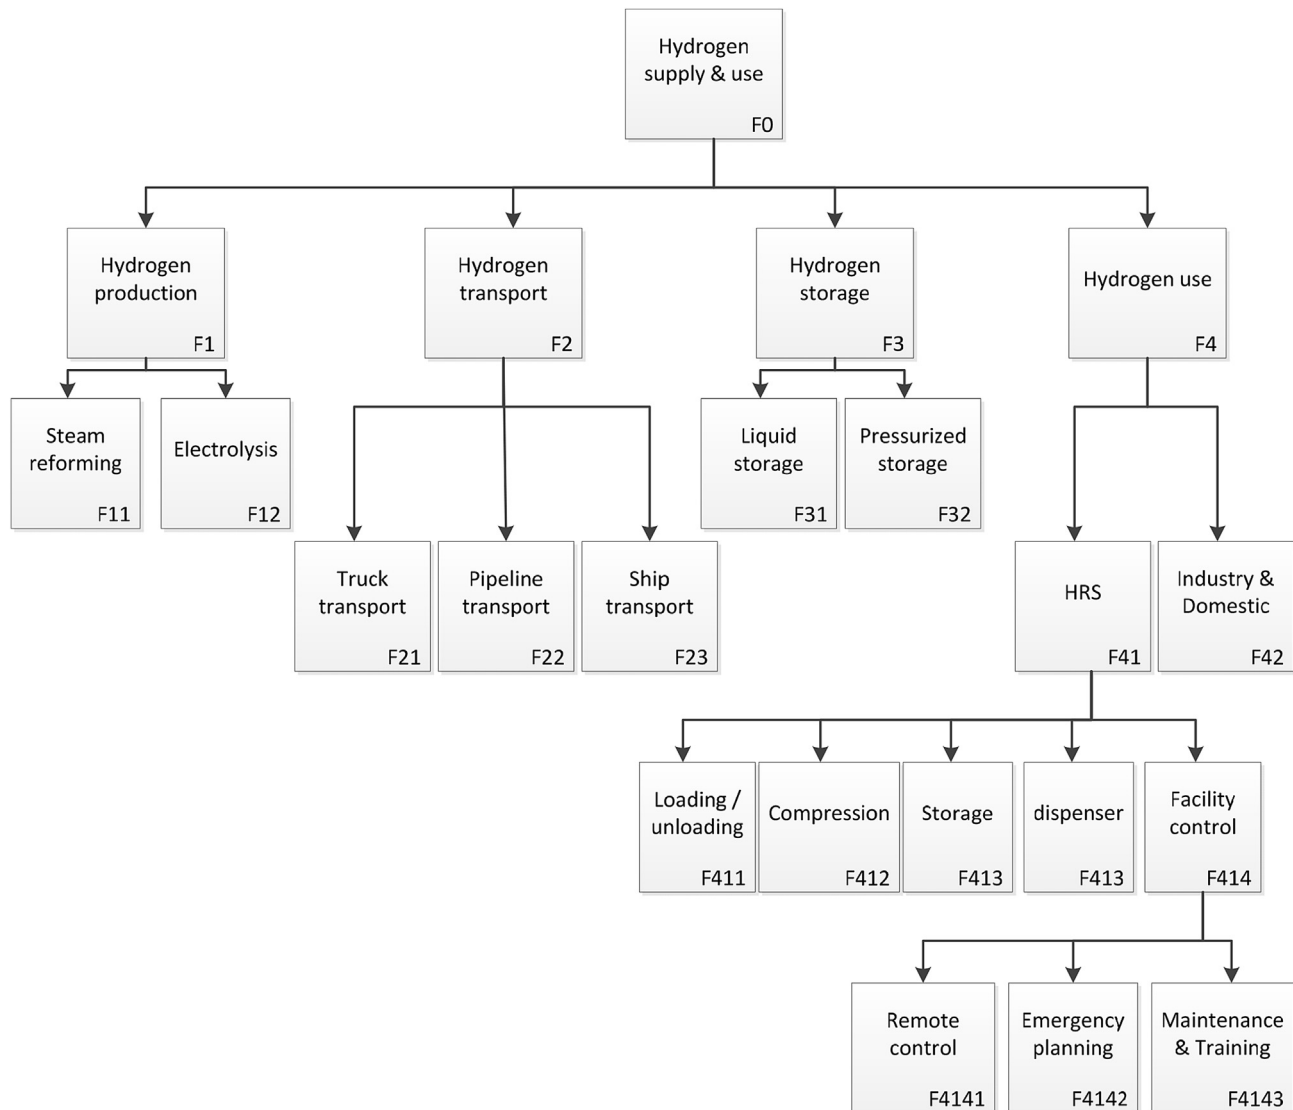 Hydrogen
supply & use
F0
Hydrogen
production
F1
Hydrogen
transport
F2
Hydrogen
storage
F3
Hydrogen use
F4
Steam
reforming
F11
Electrolysis
F12
Liquid
storage
F31
Pressurized
storage
F32
Truck
transport
F21
Pipeline
transport
F22
Ship
transport
F23
HRS
F41
Industry &
Domestic
F42
Loading /
unloading
F411
Compression
F412
Storage
F413
dispenser
F413
Facility
control
F414
Remote
control
F4141
Emergency
planning
F4142
Maintenance
& Training
F4143